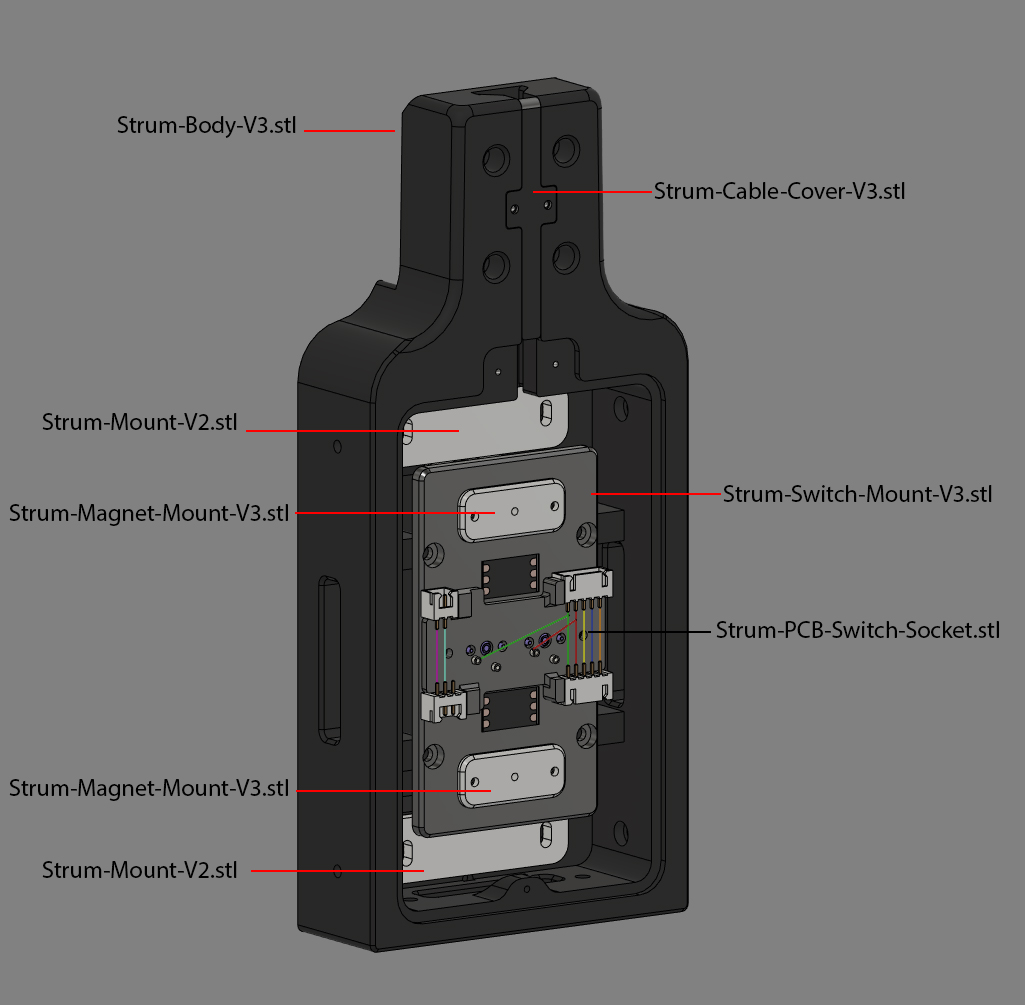 Strum-Body-V3.stl
Strum-Cable-Cover-V3.stl
Strum-Mount-V2.stl
Strum-Switch-Mount-V3.stl
Strum-Magnet-Mount-V3.stl
Strum-PCB-Switch-Socket.stl
Strum-Magnet-Mount-V3.stl
Strum-Mount-V2.stl